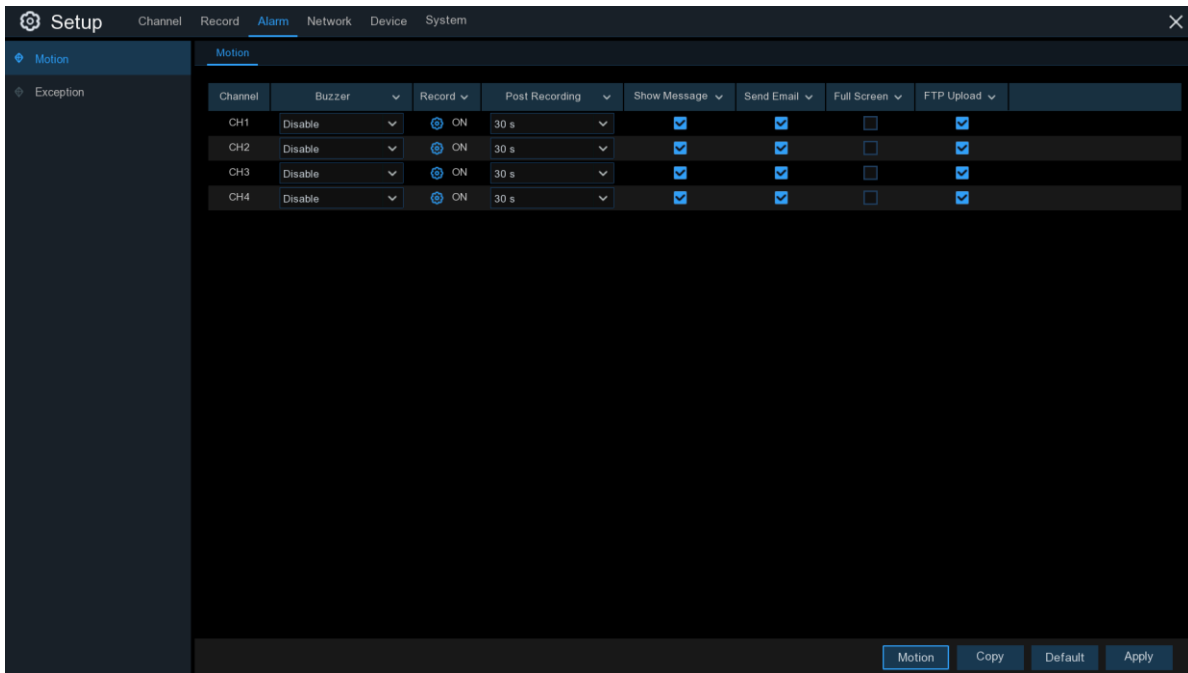 Setup Channel Record Alarm Network Device System
Motion Motion
Exception
Channel Buzzer Record Post Recording Show Message Send Email Full Screen FTP Upload
CH1 Disable ON 30 s
CH2 Disable ON 30 s
CH3 Disable ON 30 s
CH4 Disable ON 30 s
Motion Copy Default Apply